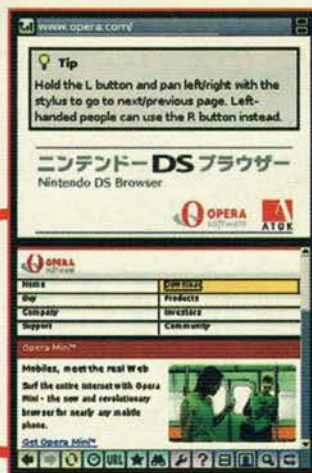 www.opera.com/
Tip
Hold the L button and pan left/right with the
stylus to go to next/previous page. Left-
handed people can use the R button instead.
ニンテンドーDSブラウザー
Nintendo DS Browser
OPERA
software
ATOK
OPERA
software
Home Download
Buy Products
Company Investors
Support Community
Opera Mini™
Mobiles, meet the real Web
Surf the entire internet with Opera
Mini - the new and revolutionary
browser for nearly any mobile
phone.
Get Opera Mini™
URL